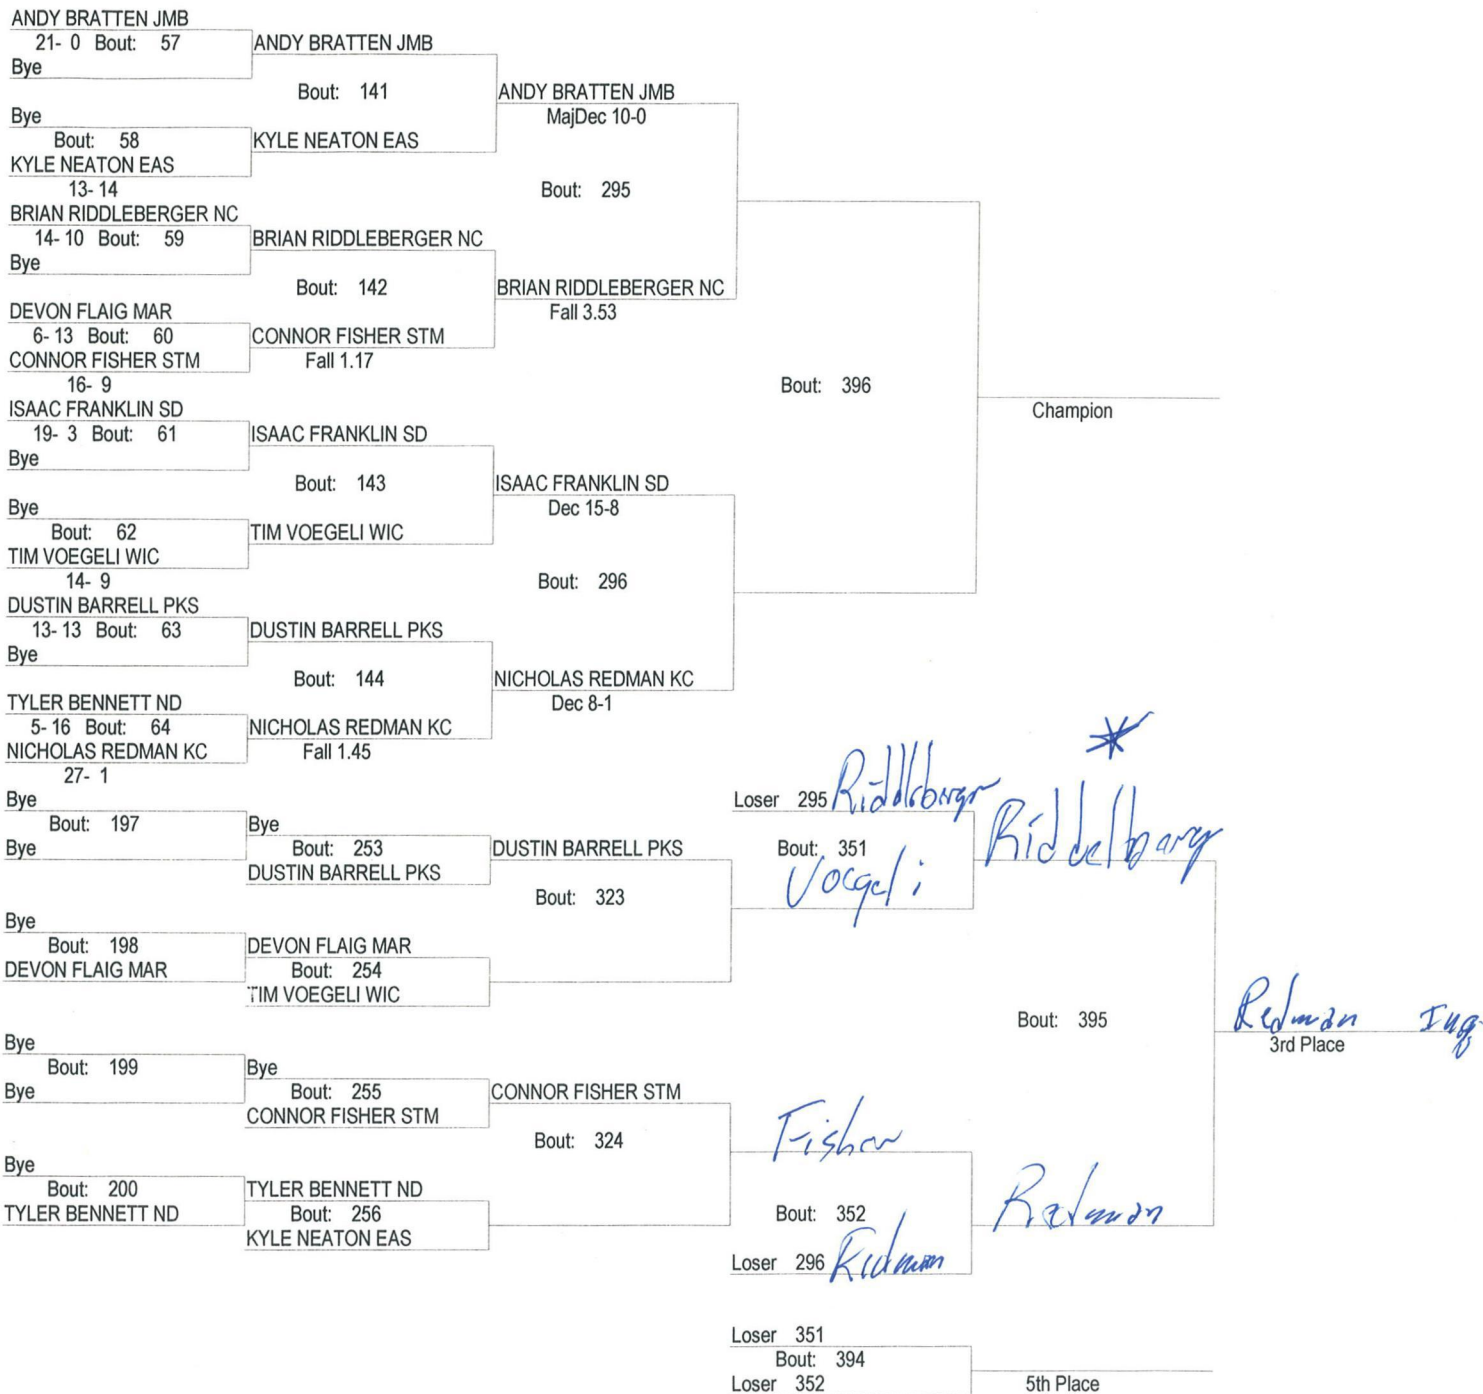 ANDY BRATTEN JMB
21- 0 Bout: 57
ANDY BRATTEN JMB
Bye
Bout: 141
ANDY BRATTEN JMB
MajDec 10-0
Bye
Bout: 58
KYLE NEATON EAS
KYLE NEATON EAS
13- 14
Bout: 295
BRIAN RIDDLEBERGER NC
14- 10 Bout: 59
BRIAN RIDDLEBERGER NC
Bye
Bout: 142
BRIAN RIDDLEBERGER NC
Fall 3.53
DEVON FLAIG MAR
6- 13 Bout: 60
CONNOR FISHER STM
CONNOR FISHER STM
Fall 1.17
16- 9
Bout: 396
Champion
ISAAC FRANKLIN SD
19- 3 Bout: 61
ISAAC FRANKLIN SD
Bye
Bout: 143
ISAAC FRANKLIN SD
Dec 15-8
Bye
Bout: 62
TIM VOEGELI WIC
TIM VOEGELI WIC
14- 9
Bout: 296
DUSTIN BARRELL PKS
13- 13 Bout: 63
DUSTIN BARRELL PKS
Bye
Bout: 144
NICHOLAS REDMAN KC
Dec 8-1
TYLER BENNETT ND
5- 16 Bout: 64
NICHOLAS REDMAN KC
NICHOLAS REDMAN KC
Fall 1.45
27- 1
Bye
Bout: 197
Bye
Bye
Bout: 253
DUSTIN BARRELL PKS
DUSTIN BARRELL PKS
Bout: 323
Loser 295 Riddlbergr
Bout: 351
Voegeli
Riddelbarger
Bye
Bout: 198
DEVON FLAIG MAR
DEVON FLAIG MAR
Bout: 254
TIM VOEGELI WIC
Bout: 395
Redman
3rd Place
Bye
Bout: 199
Bye
Bye
Bout: 255
CONNOR FISHER STM
CONNOR FISHER STM
Bout: 324
Fisher
Bye
Bout: 200
TYLER BENNETT ND
TYLER BENNETT ND
Bout: 256
KYLE NEATON EAS
Bout: 352
Redman
Loser 296 Redman
Loser 351
Bout: 394
Loser 352
5th Place